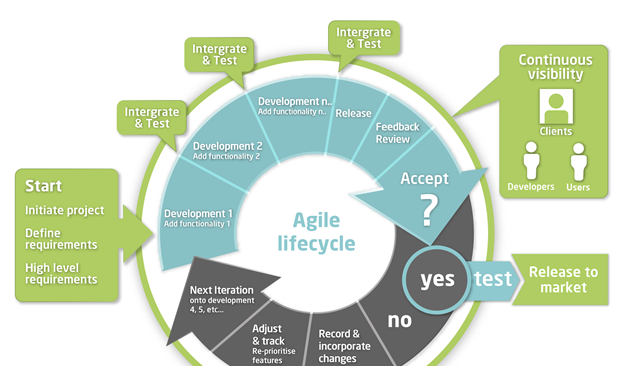 Intergrate
& Test
Intergrate
& Test
Intergrate
& Test
Continuous
visibility
Clients
Developers
Users
Start
Initiate project
Define
requirements
High level
requirements
Development 1
Add functionality 1
Development 2
Add functionality 2
Development n..
Add functionality n..
Release
Feedback
Review
Accept
?
Agile
lifecycle
yes
test
Release to
market
no
Record &
incorporate
changes
Adjust
& track
Re-prioritise
features
Next Iteration
onto development
4, 5, etc...